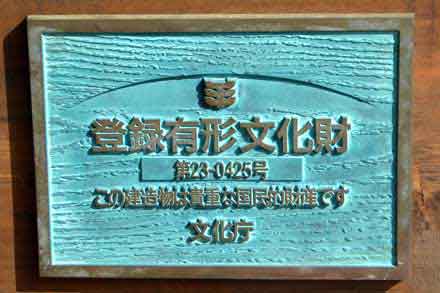 登録有形文化財
第23-0425号
この建造物は貴重な国民的財産です
文化庁